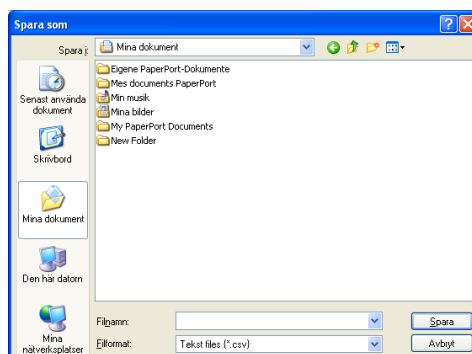 Spara som
Spara i:
Mina dokument
Senast använda
dokument
Skrivbord
Mina dokument
Den här datorn
Mina
nätverksplatser
Eigene PaperPort-Dokumente
Mes documents PaperPort
Min musik
Mina bilder
My PaperPort Documents
New Folder
Filnamn:
Spara
Filformat:
Tekst files (*.csv)
Avbryt